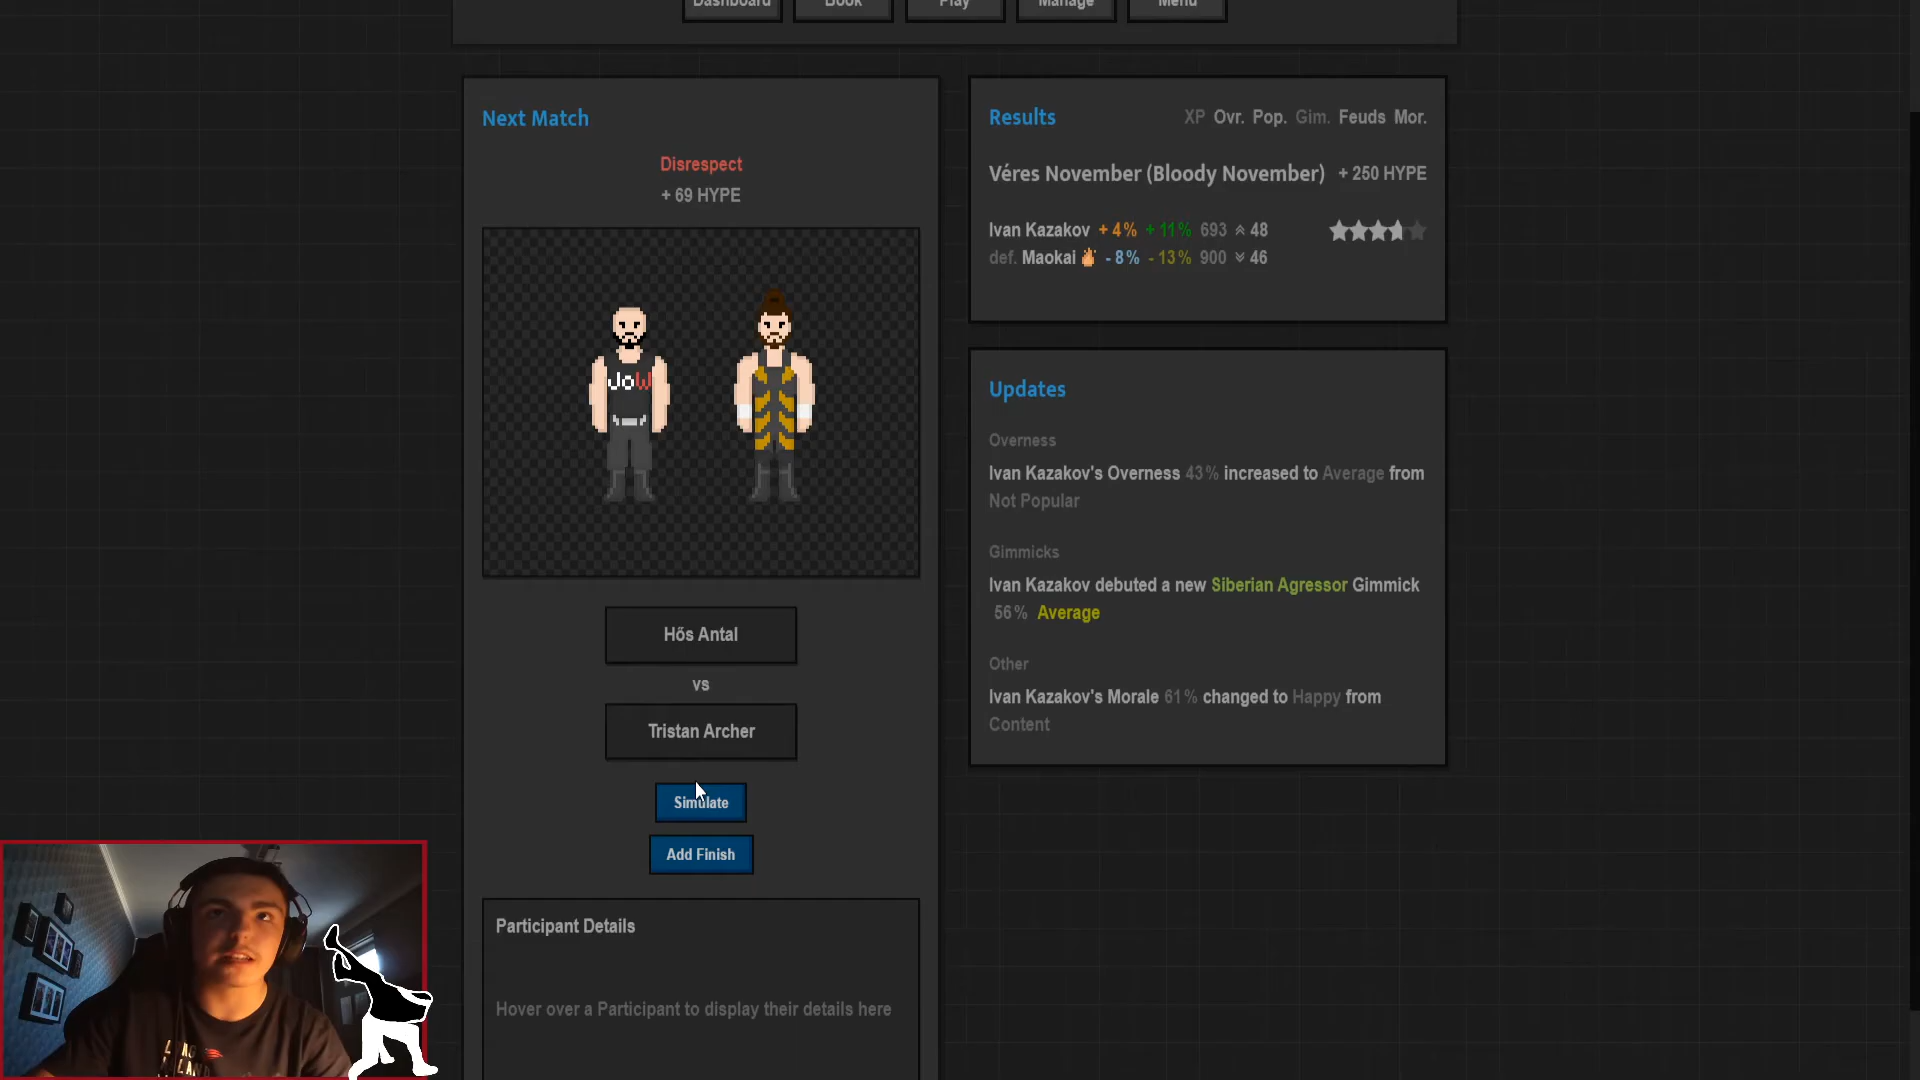 Dashboard Book Play Manage Menu
Next Match
Disrespect
+ 69 HYPE
JoW
Hős Antal
vs
Tristan Archer
Simulate
Add Finish
Participant Details
Hover over a Participant to display their details here
Results XP Ovr. Pop. Gim. Feuds Mor.
Véres November (Bloody November) + 250 HYPE
Ivan Kazakov + 4% + 11% 693 48
def. Maokai - 8% - 13% 900 46
Updates
Overness
Ivan Kazakov's Overness 43% increased to Average from
Not Popular
Gimmicks
Ivan Kazakov debuted a new Siberian Agressor Gimmick
56% Average
Other
Ivan Kazakov's Morale 61% changed to Happy from
Content